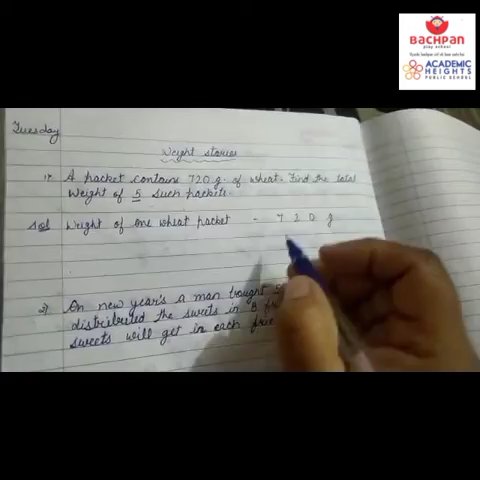 BACHPAN
play school
ACADEMIC
HEIGHTS
PUBLIC SCHOOL
Tuesday
Weight stories
1) A packet contains 720 g. of wheat. Find the total
Weight of 5 such packets.
Sol Weight of one wheat packet - 720 g
2) On new year's a man bought
distributed the sweets in 8
sweets will get in each